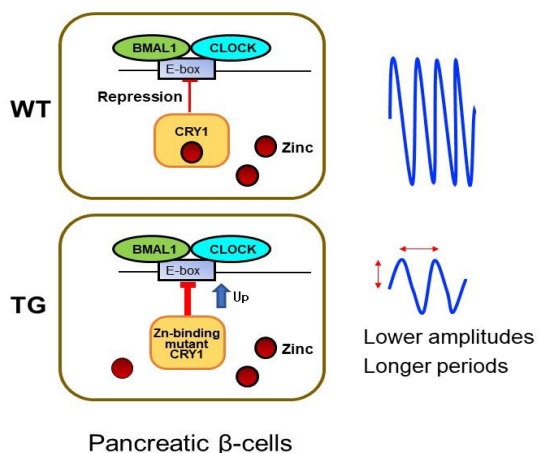 WT
BMAL1
CLOCK
E-box
Repression
CRY1
Zinc
TG
BMAL1
CLOCK
E-box
Up
Zn-binding
mutant
CRY1
Zinc
Lower amplitudes
Longer periods
Pancreatic β-cells